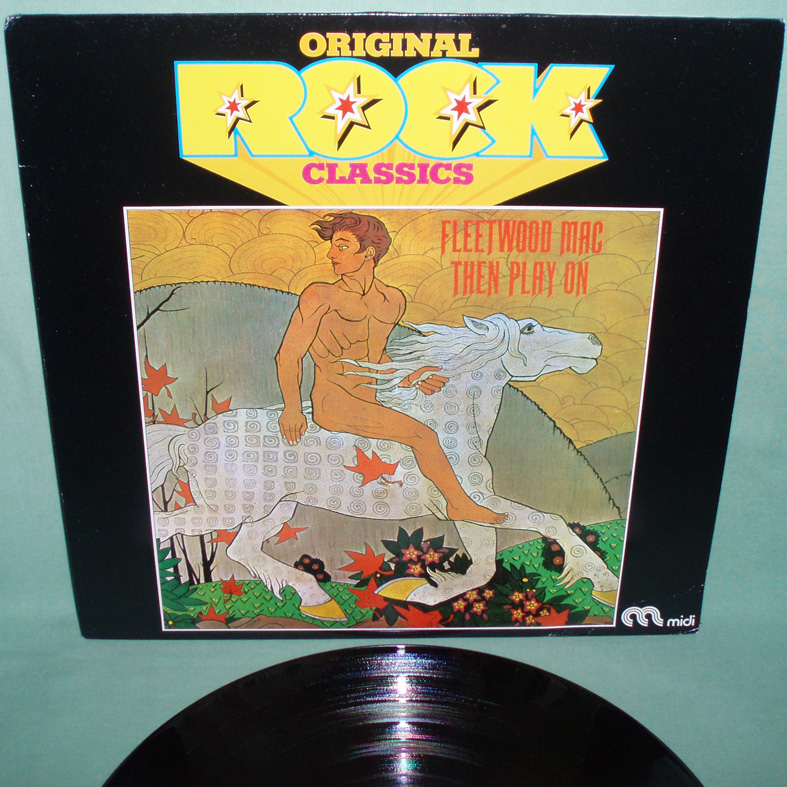 ORIGINAL
ROCK
CLASSICS
FLEETWOOD MAC
THEN PLAY ON
midi